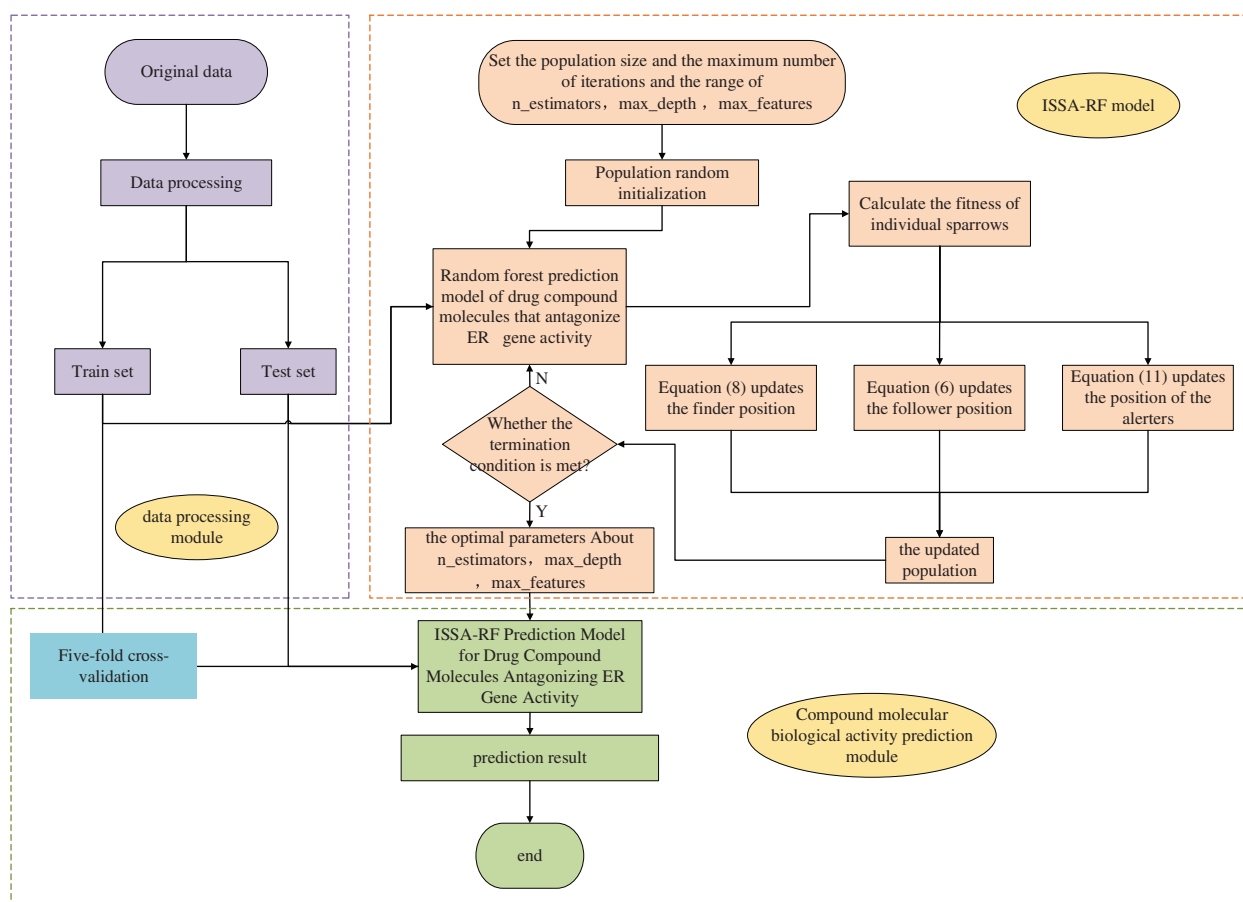 Original data
Data processing
Train set
Test set
data processing
module
Set the population size and the maximum number
of iterations and the range of
n_estimators，max_depth ，max_features
ISSA-RF model
Population random
initialization
Calculate the fitness of
individual sparrows
Random forest prediction
model of drug compound
molecules that antagonize
ER gene activity
Equation (8) updates
the finder position
Equation (6) updates
the follower position
Equation (11) updates
the position of the
alerters
N
Whether the
termination
condition is met?
Y
the updated
population
the optimal parameters About
n_estimators，max_depth
，max_features
Five-fold cross-
validation
ISSA-RF Prediction Model
for Drug Compound
Molecules Antagonizing ER
Gene Activity
Compound molecular
biological activity prediction
module
prediction result
end